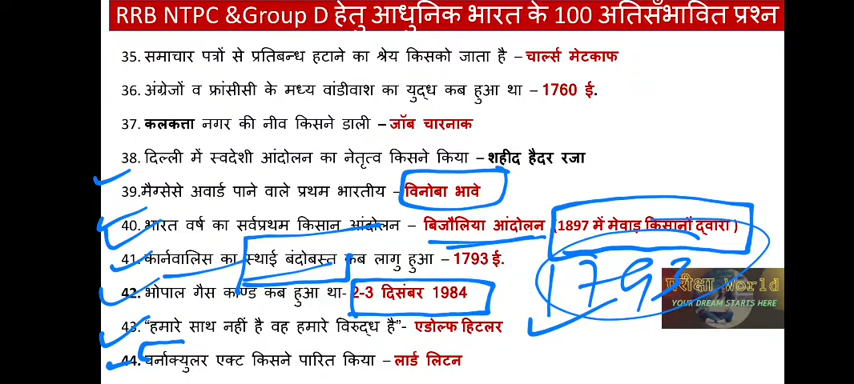 RRB NTPC &Group D हेतु आधुनिक भारत के 100 अतिसँभावित प्रश्न
35. समाचार पत्रों से प्रतिबन्ध हटाने का श्रेय किसको जाता है – चार्ल्स मेटकाफ
36. अंग्रेजों व फ्रांसीसी के मध्य वांडीवाश का युद्ध कब हुआ था – 1760 ई.
37. कलकत्ता नगर की नीव किसने डाली – जॉब चारनाक
38. दिल्ली में स्वदेशी आंदोलन का नेतृत्व किसने किया – शहीद हैदर रजा
39. मैग्सेसे अवार्ड पाने वाले प्रथम भारतीय – विनोबा भावे
40. भारत वर्ष का सर्वप्रथम किसान आंदोलन – बिजौलिया आंदोलन (1897 में मेवाड़ किसानों द्वारा )
41. कार्नवालिस का स्थाई बंदोबस्त कब लागु हुआ – 1793 ई.
1793
परीक्षा World
42. भोपाल गैस काण्ड कब हुआ था- 2-3 दिसंबर 1984
YOUR DREAM STARTS HERE
43. “हमारे साथ नहीं है वह हमारे विरुद्ध है”- एडोल्फ हिटलर
44. वर्नाक्युलर एक्ट किसने पारित किया – लार्ड लिटन